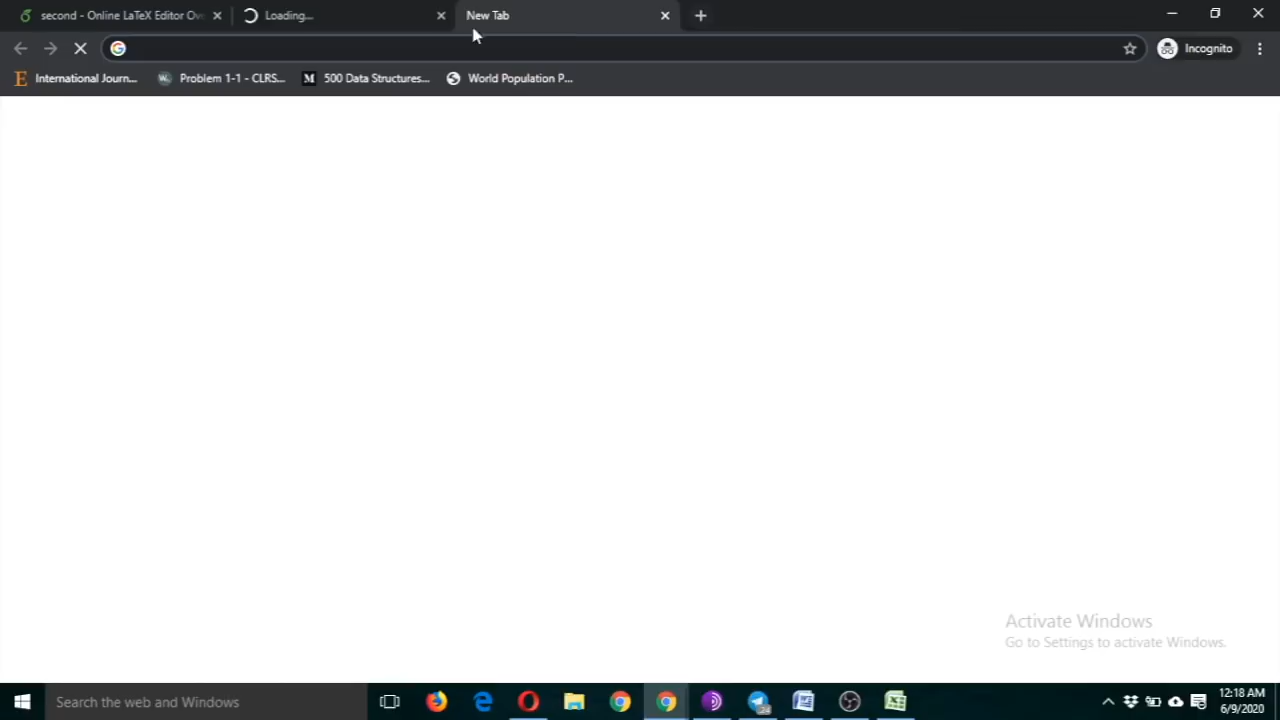 second - Online LaTeX Editor Ov
Loading...
New Tab
Incognito
International Journ...
Problem 1-1 - CLRS...
M 500 Data Structures...
World Population P...
Activate Windows
Go to Settings to activate Windows.
Search the web and Windows
12:18 AM
6/9/2020